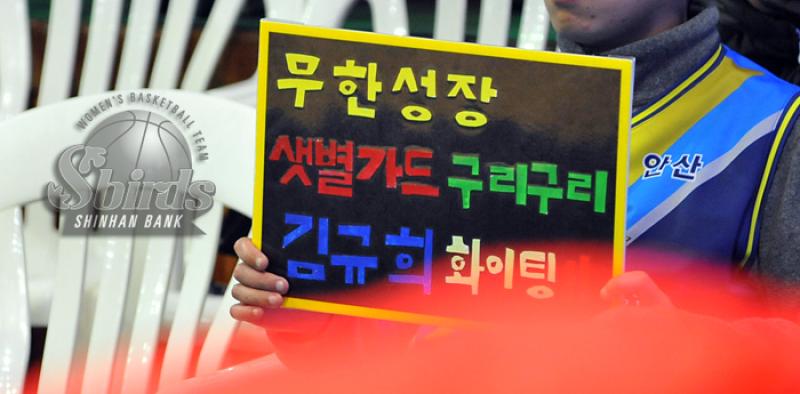 무한성장
샛별가드 구리구리
김규희 화이팅
안산
WOMEN'S BASKETBALL TEAM
Sbirds
SHINHAN BANK